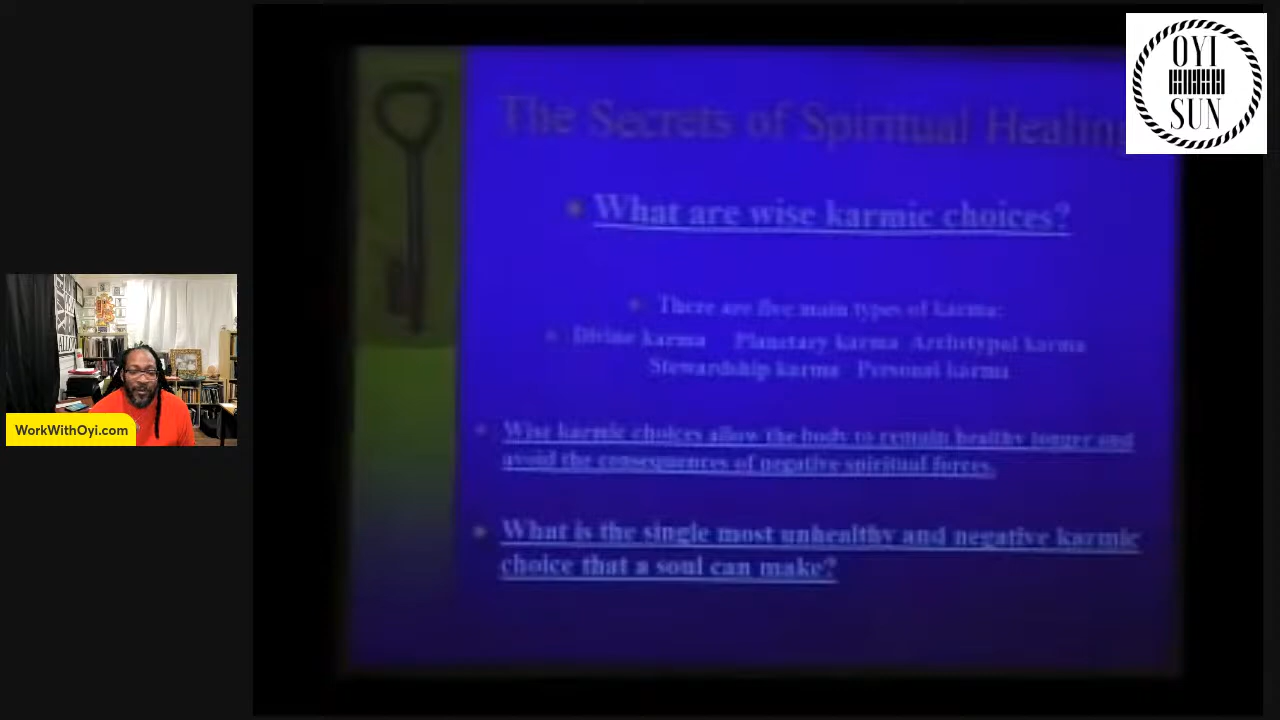 OYI
SUN
The Secrets of Spiritual Healing
What are wise karmic choices?
There are five main types of karma:
Divine karma Planetary karma Archetypal karma
Stewardship karma Personal karma
Wise karmic choices allow the body to remain healthy longer and
avoid the consequences of negative spiritual forces.
What is the single most unhealthy and negative karmic
choice that a soul can make?
WorkWithOyi.com